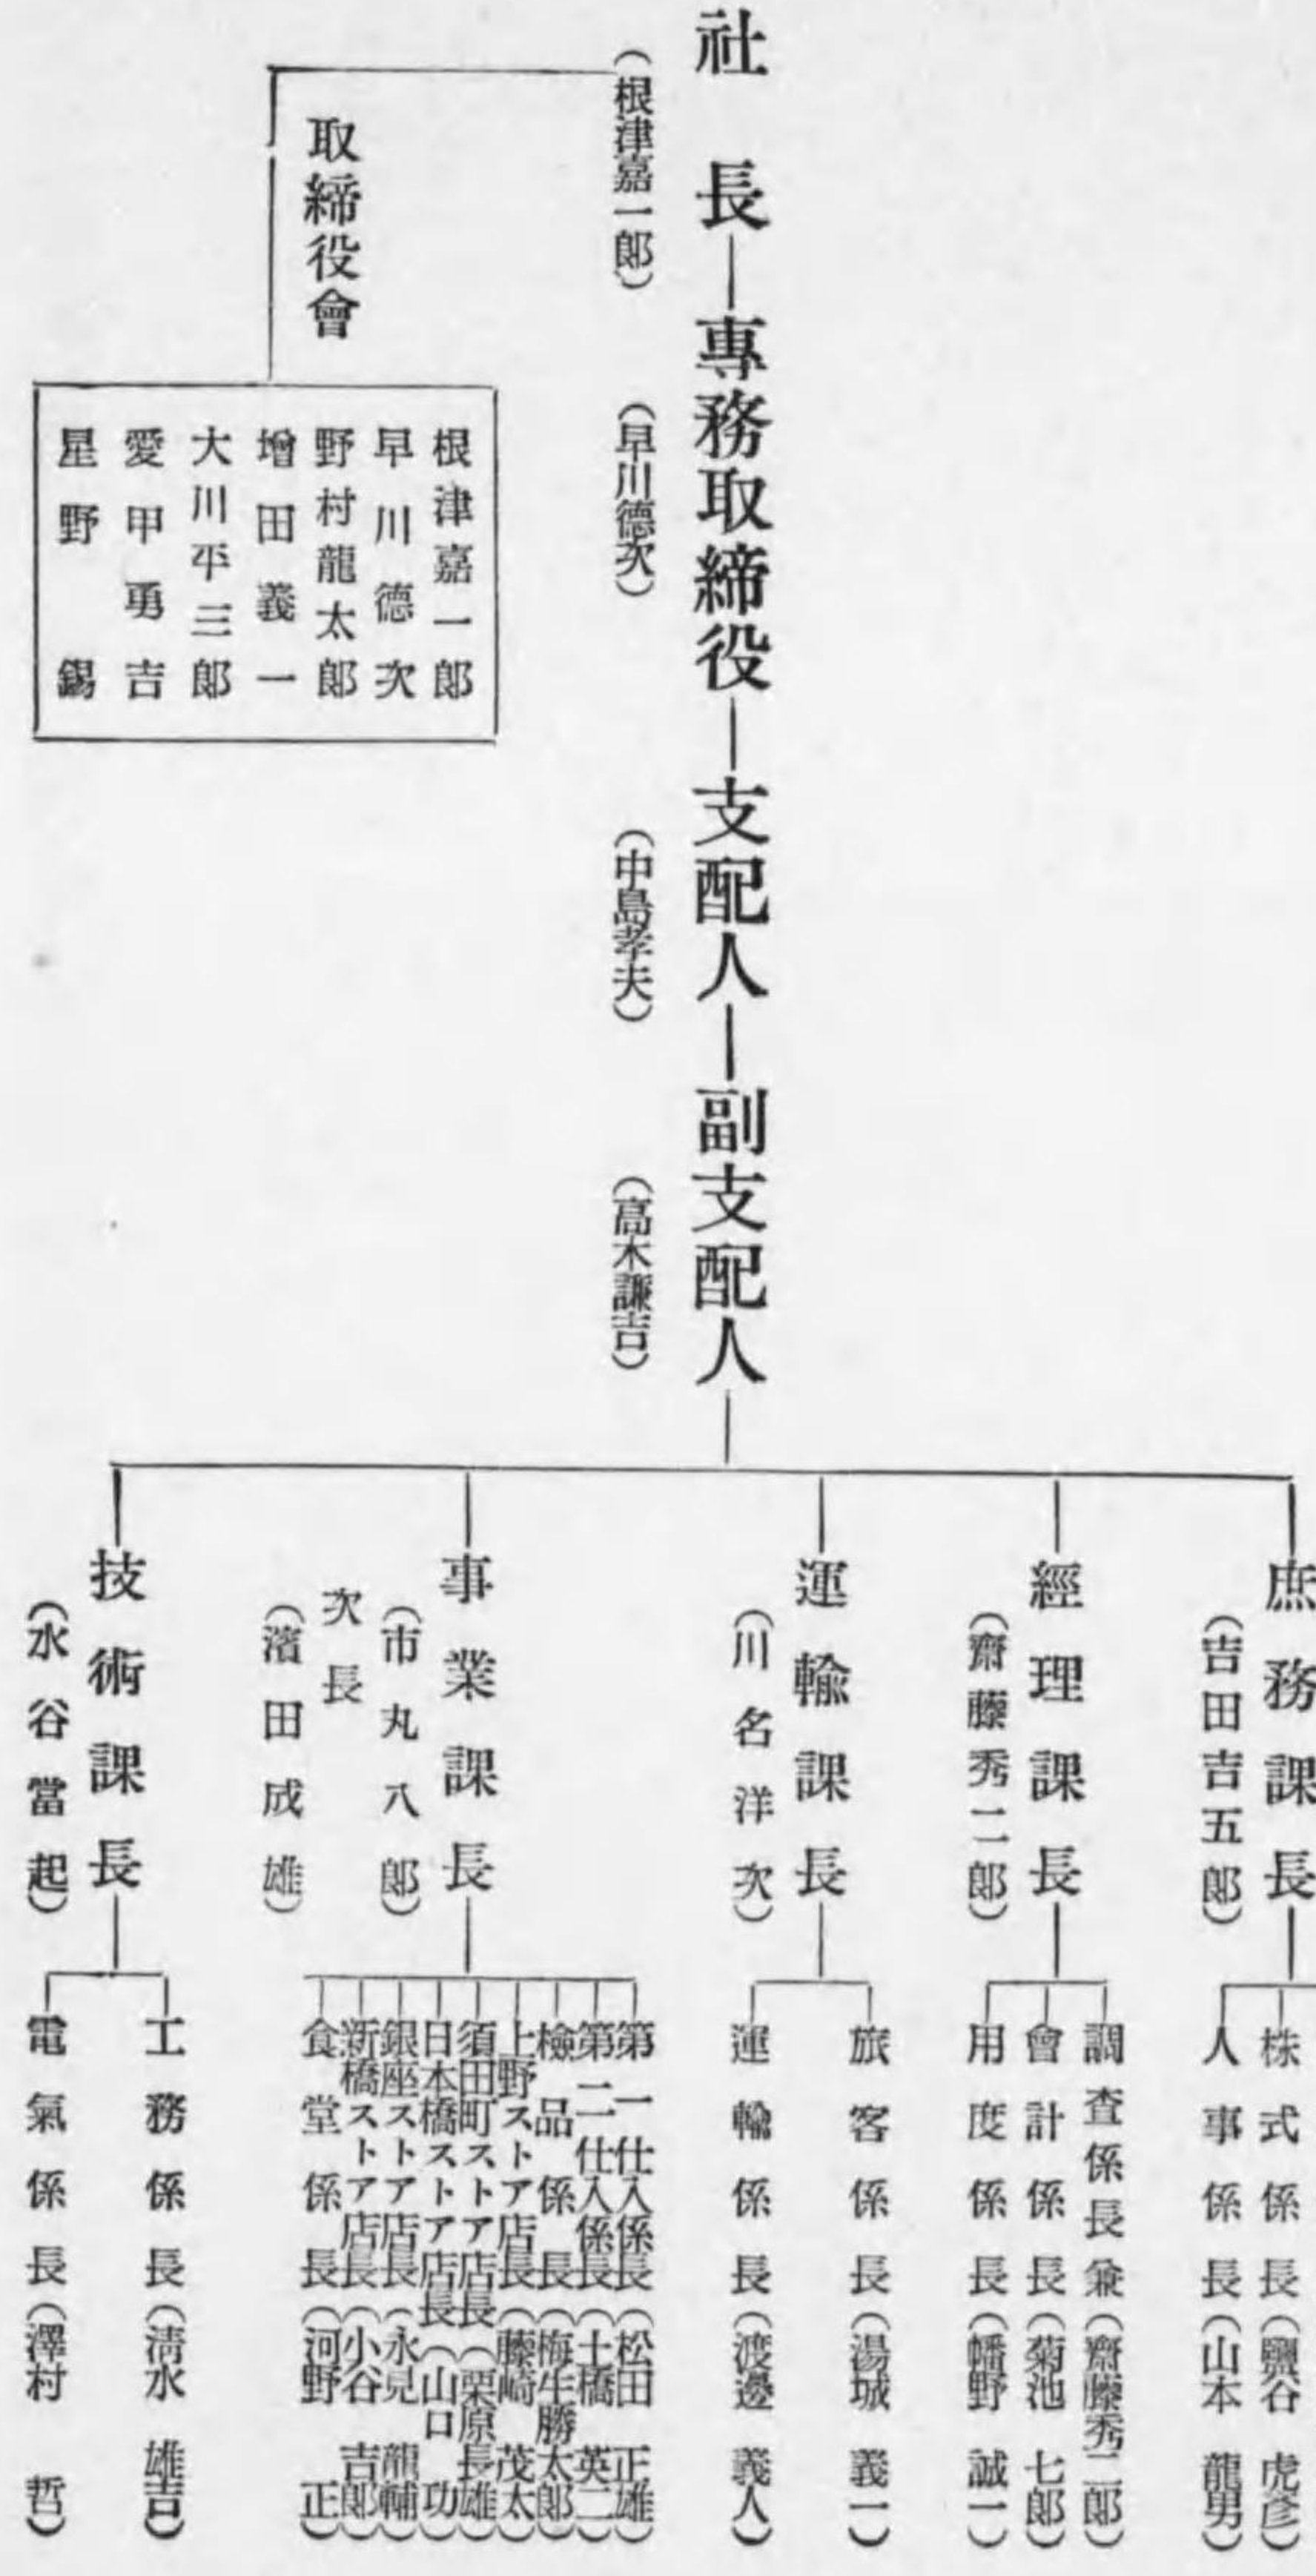 社長―專務取締役―支配人―副支配人
(根津嘉一郎)
(早川德次)
(中島孝夫)
(高木謙吉)
取締役會
根津嘉一郎
早川德次
野村龍太郎
增田義一
大川平三郎
愛甲勇吉
星野錫
庶務課長
(吉田吉五郎)
株式係長(鹽谷虎彥)
人事係長(山本龍男)
經理課長
(齋藤秀二郎)
調査係長兼(齋藤秀二郎)
會計係長(菊池七郎)
用度係長(幡野誠一)
運輸課長
(川名洋次)
旅客係長(湯城義一)
運輸係長(渡邊義人)
事業課長
(市丸八郎)
次長
(濱田成雄)
第一仕入係長(松田正雄)
第二仕入係長(土橋英二)
檢品係長(梅生勝太郎)
上野ストア店長(藤崎茂太)
須田町ストア店長(栗原長雄)
日本橋ストア店長(山口功)
銀座ストア店長(永見龍輔)
新橋ストア店長(小谷吉郎)
食堂係長(河野正)
技術課長
(水谷當起)
工務係長(淸水雄吉)
電氣係長(澤村哲)